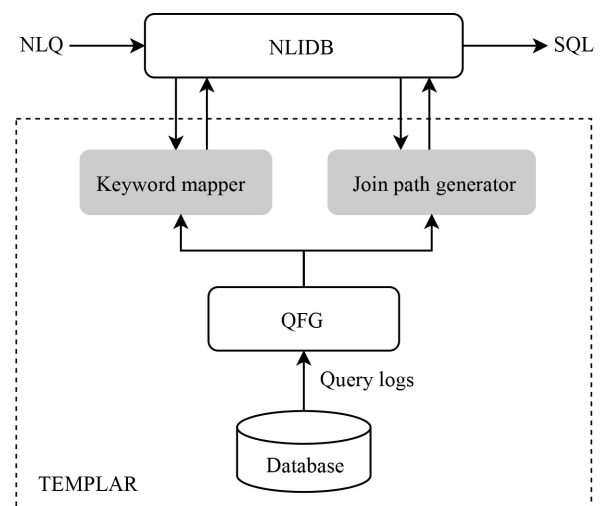 NLQ
NLIDB
SQL
Keyword mapper
Join path generator
QFG
Query logs
Database
TEMPLAR